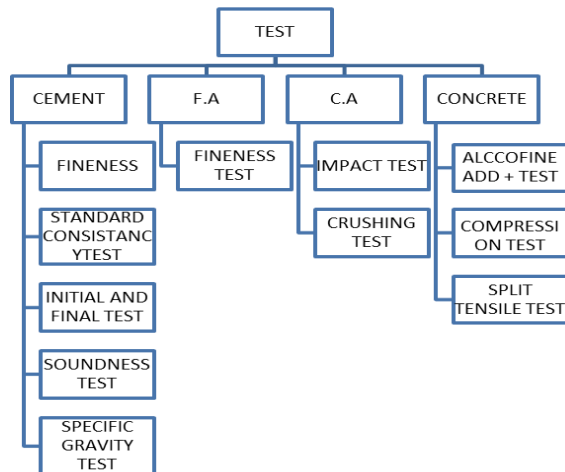 TEST
CEMENT
F.A
C.A
CONCRETE
FINENESS
STANDARD
CONSISTANC
YTEST
INITIAL AND
FINAL TEST
SOUNDNESS
TEST
SPECIFIC
GRAVITY
TEST
FINENESS
TEST
IMPACT TEST
CRUSHING
TEST
ALCCOFINE
ADD + TEST
COMPRESSI
ON TEST
SPLIT
TENSILE TEST